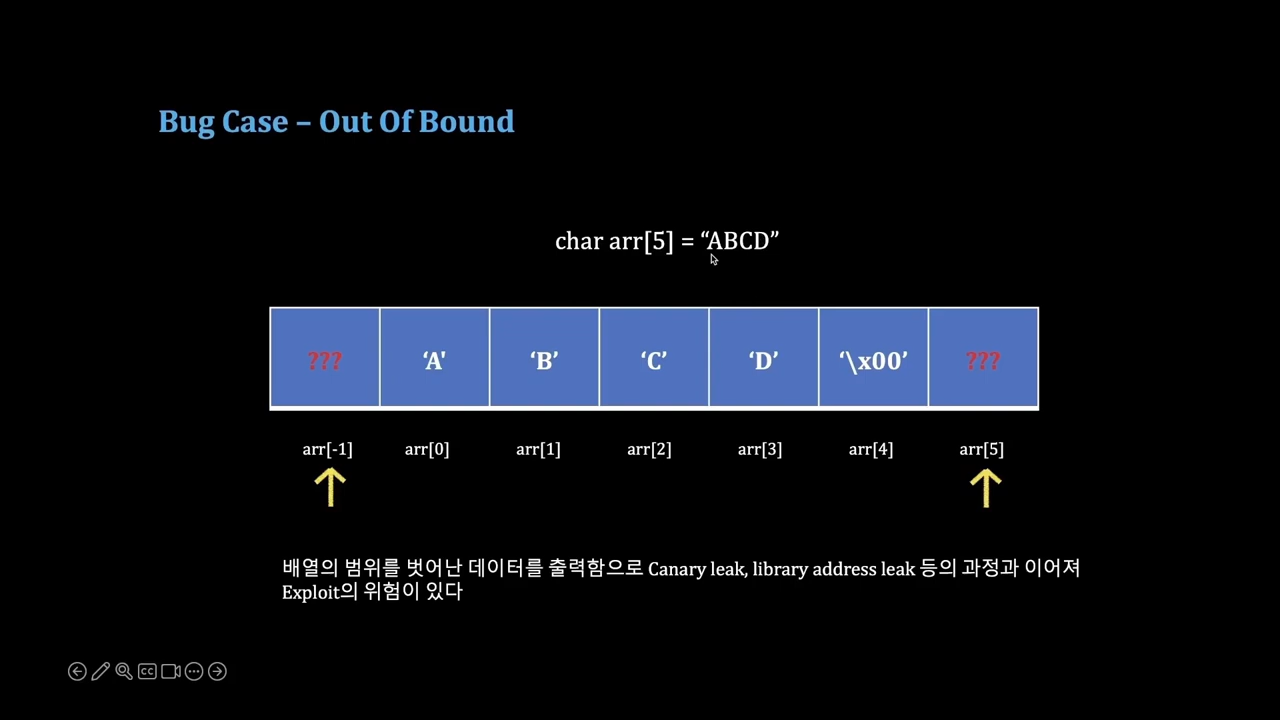 Bug Case – Out Of Bound
char arr[5] = “ABCD”
??? ‘A' ‘B’ ‘C’ ‘D’ ‘\x00’ ???
arr[-1] arr[0] arr[1] arr[2] arr[3] arr[4] arr[5]
배열의 범위를 벗어난 데이터를 출력함으로 Canary leak, library address leak 등의 과정과 이어져
Exploit의 위험이 있다
CC